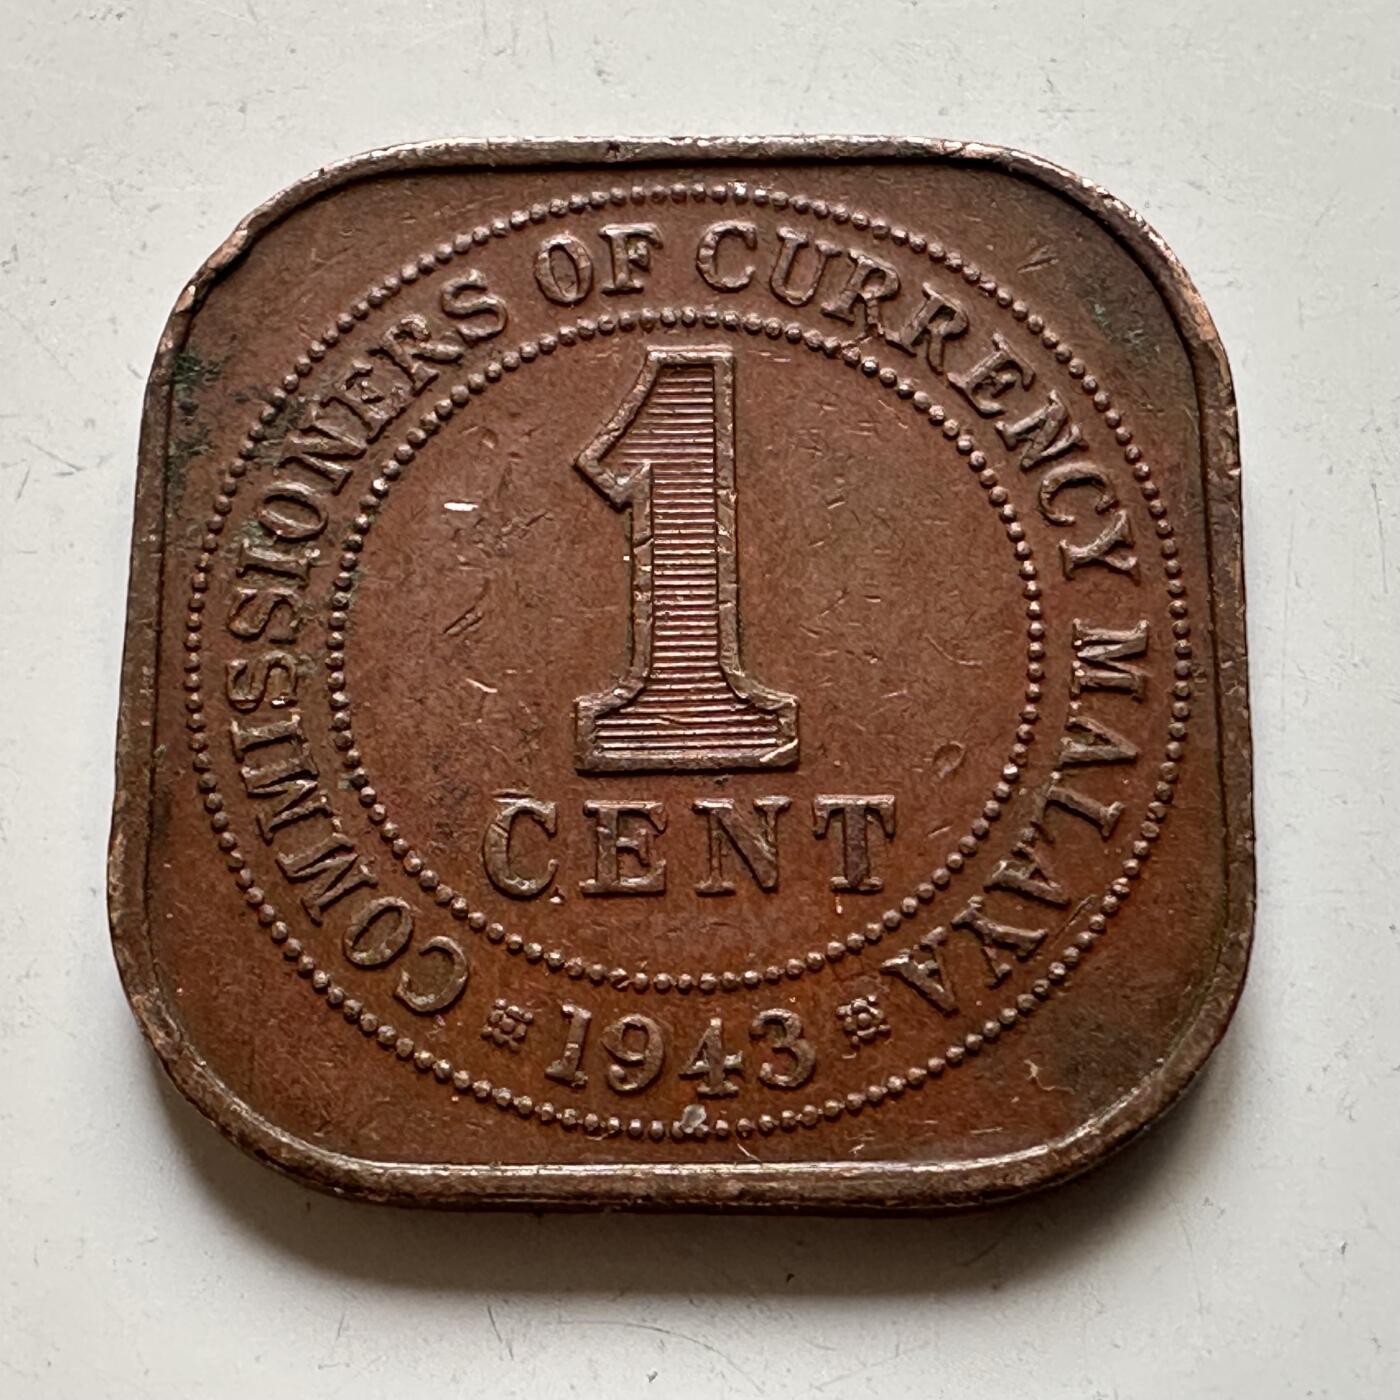 COMMISSIONERS OF CURRENCY MALAYA
1
CENT
1943